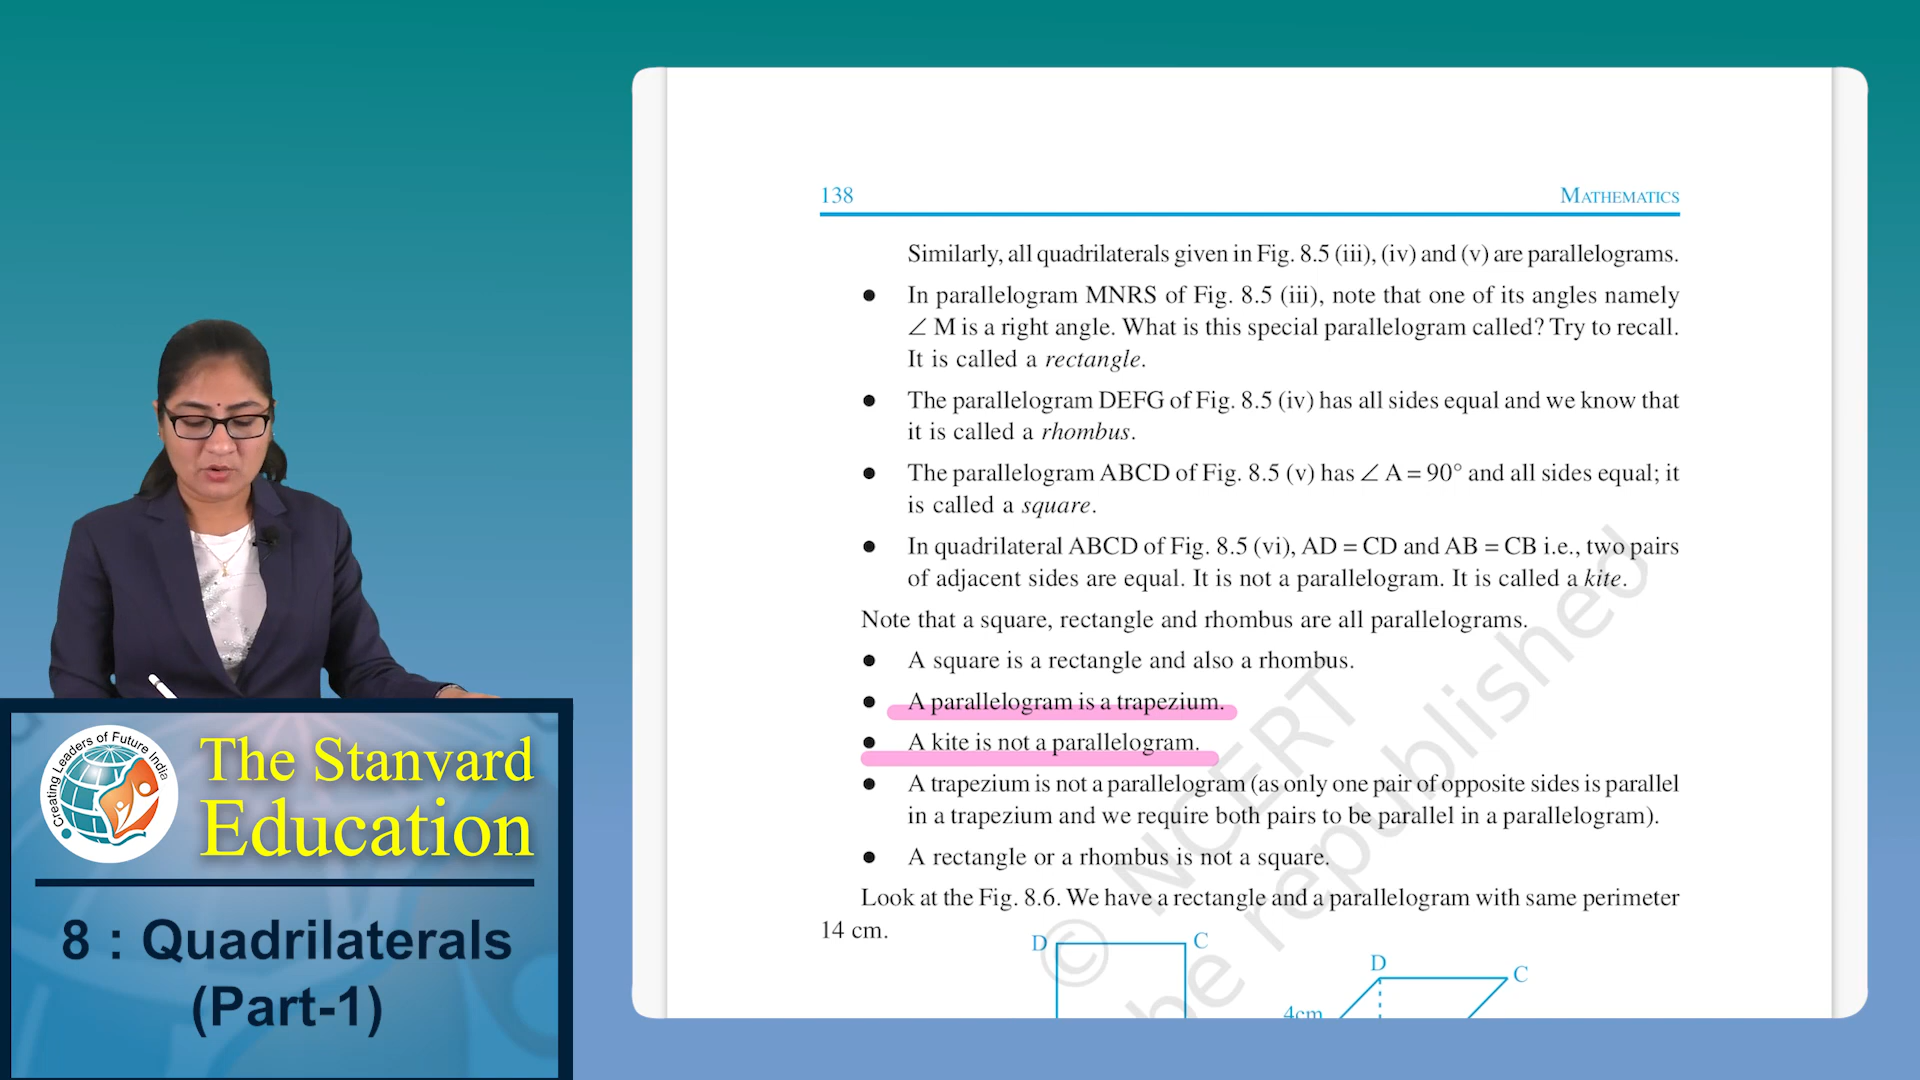 138
MATHEMATICS
Similarly, all quadrilaterals given in Fig. 8.5 (iii), (iv) and (v) are parallelograms.
● In parallelogram MNRS of Fig. 8.5 (iii), note that one of its angles namely
∠ M is a right angle. What is this special parallelogram called? Try to recall.
It is called a rectangle.
● The parallelogram DEFG of Fig. 8.5 (iv) has all sides equal and we know that
it is called a rhombus.
● The parallelogram ABCD of Fig. 8.5 (v) has ∠ A = 90° and all sides equal; it
is called a square.
● In quadrilateral ABCD of Fig. 8.5 (vi), AD = CD and AB = CB i.e., two pairs
of adjacent sides are equal. It is not a parallelogram. It is called a kite.
Note that a square, rectangle and rhombus are all parallelograms.
● A square is a rectangle and also a rhombus.
● A parallelogram is a trapezium.
● A kite is not a parallelogram.
● A trapezium is not a parallelogram (as only one pair of opposite sides is parallel
in a trapezium and we require both pairs to be parallel in a parallelogram).
● A rectangle or a rhombus is not a square.
Look at the Fig. 8.6. We have a rectangle and a parallelogram with same perimeter
14 cm.
D
C
D
C
4cm
© NCERT
be republished
Creating Leaders of Future India
The Stanvard
Education
8 : Quadrilaterals
(Part-1)